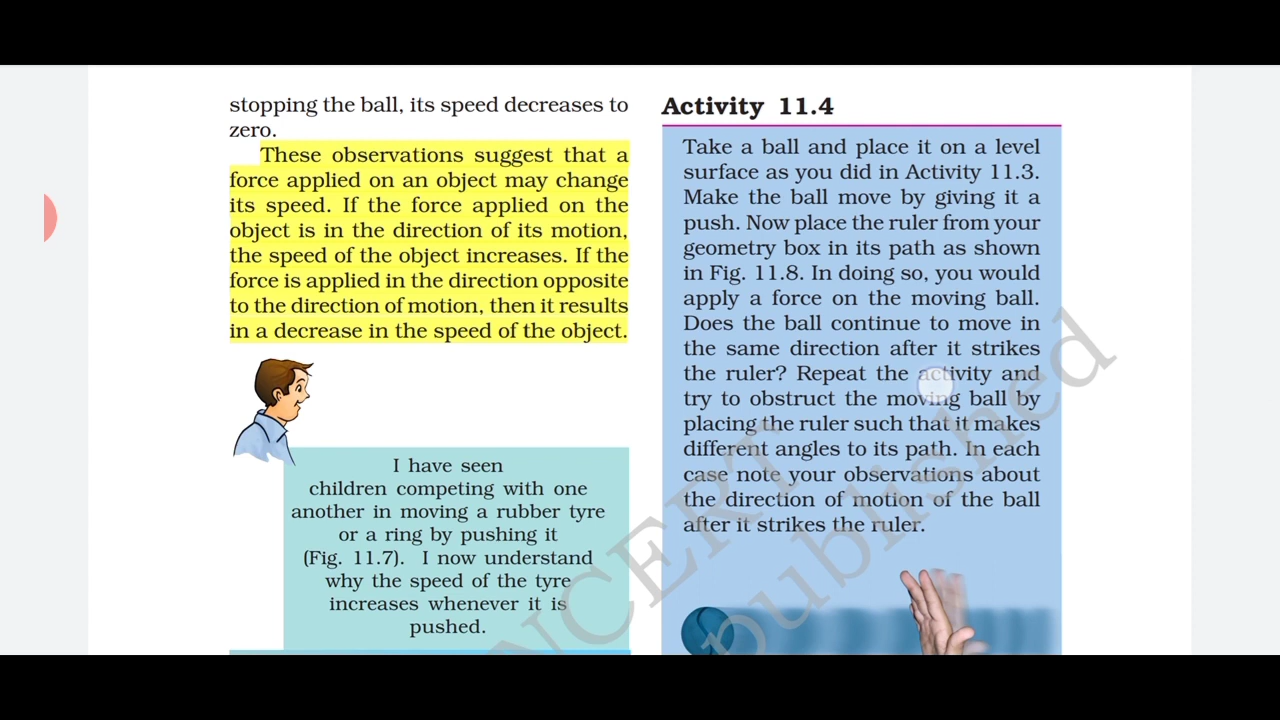 stopping the ball, its speed decreases to
zero.
These observations suggest that a
force applied on an object may change
its speed. If the force applied on the
object is in the direction of its motion,
the speed of the object increases. If the
force is applied in the direction opposite
to the direction of motion, then it results
in a decrease in the speed of the object.
I have seen
children competing with one
another in moving a rubber tyre
or a ring by pushing it
(Fig. 11.7). I now understand
why the speed of the tyre
increases whenever it is
pushed.
Activity 11.4
Take a ball and place it on a level
surface as you did in Activity 11.3.
Make the ball move by giving it a
push. Now place the ruler from your
geometry box in its path as shown
in Fig. 11.8. In doing so, you would
apply a force on the moving ball.
Does the ball continue to move in
the same direction after it strikes
the ruler? Repeat the activity and
try to obstruct the moving ball by
placing the ruler such that it makes
different angles to its path. In each
case note your observations about
the direction of motion of the ball
after it strikes the ruler.
NCERT
published